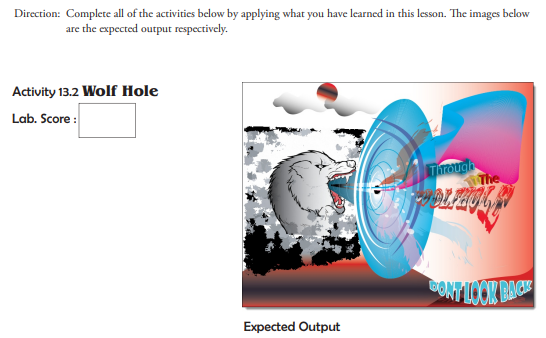 Direction: Complete all of the activities below by applying what you have learned in this lesson. The images below
are the expected output respectively.
Activity 13.2 Wolf Hole
Lab. Score :
Through
The
DONT LOOK BACK
Expected Output